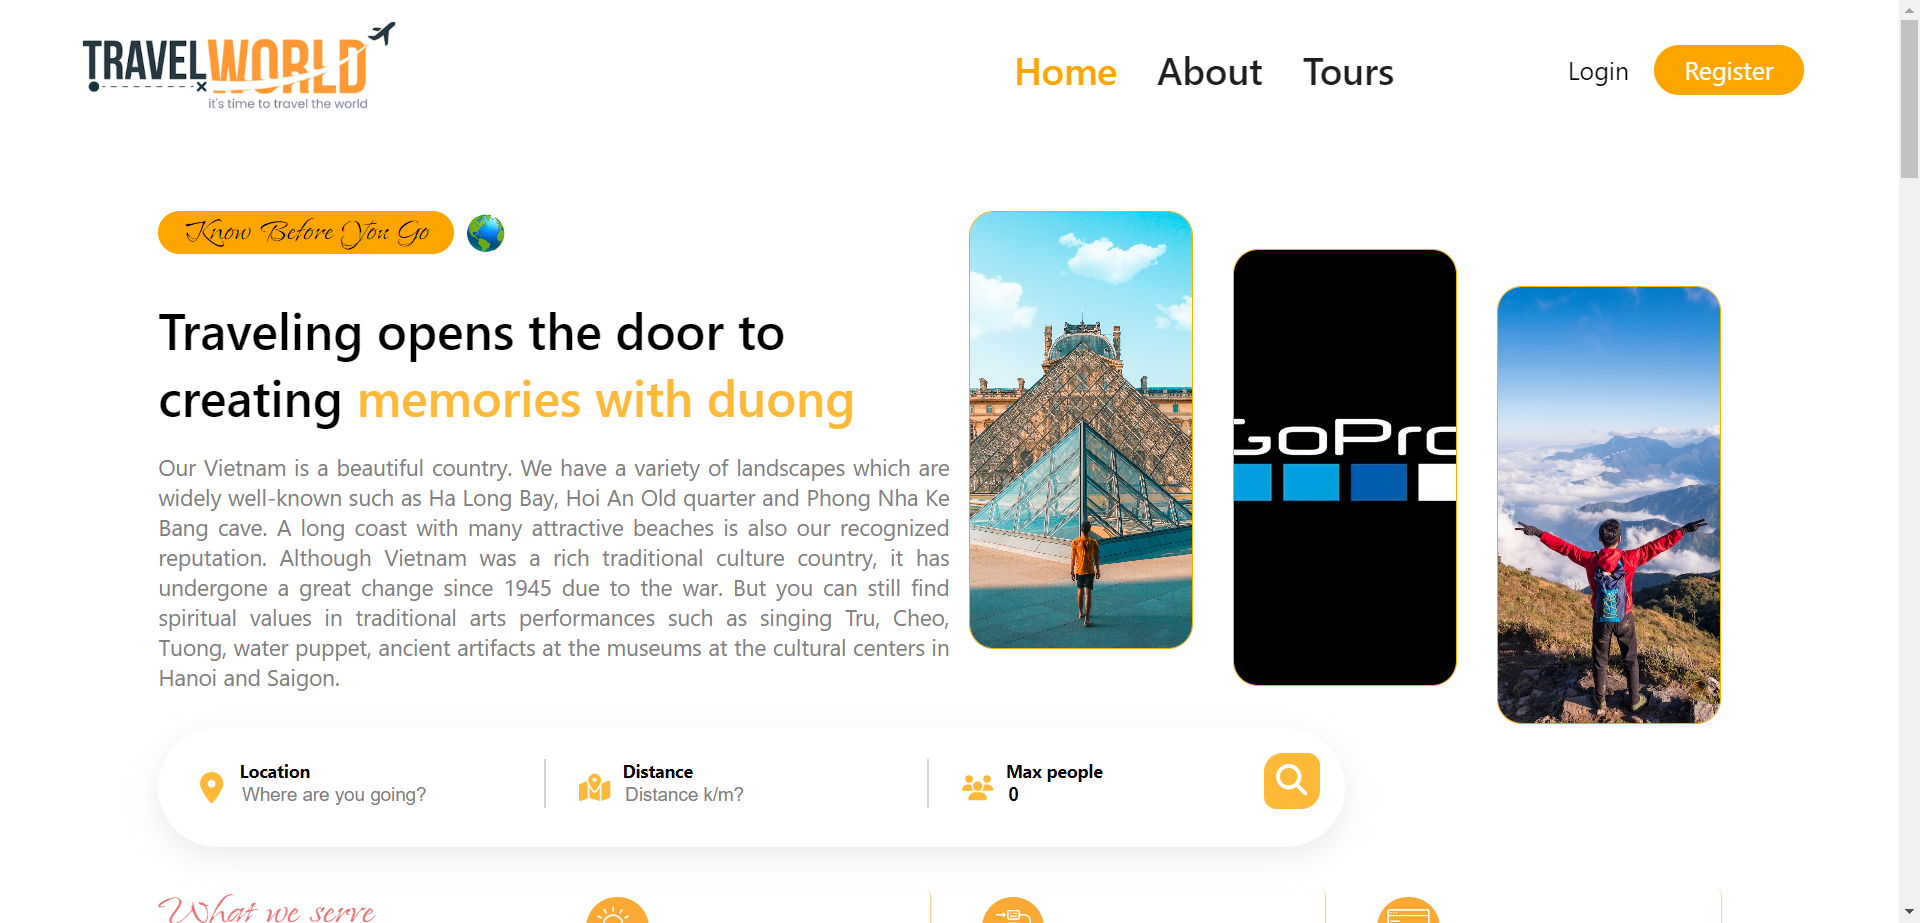 TRAVELWORLD
it's time to travel the world
Home About Tours
Login Register
Know Before You Go
Traveling opens the door to
creating memories with duong
Our Vietnam is a beautiful country. We have a variety of landscapes which are
widely well-known such as Ha Long Bay, Hoi An Old quarter and Phong Nha Ke
Bang cave. A long coast with many attractive beaches is also our recognized
reputation. Although Vietnam was a rich traditional culture country, it has
undergone a great change since 1945 due to the war. But you can still find
spiritual values in traditional arts performances such as singing Tru, Cheo,
Tuong, water puppet, ancient artifacts at the museums at the cultural centers in
Hanoi and Saigon.
GoPro
Location
Where are you going?
Distance
Distance k/m?
Max people
0
What we serve